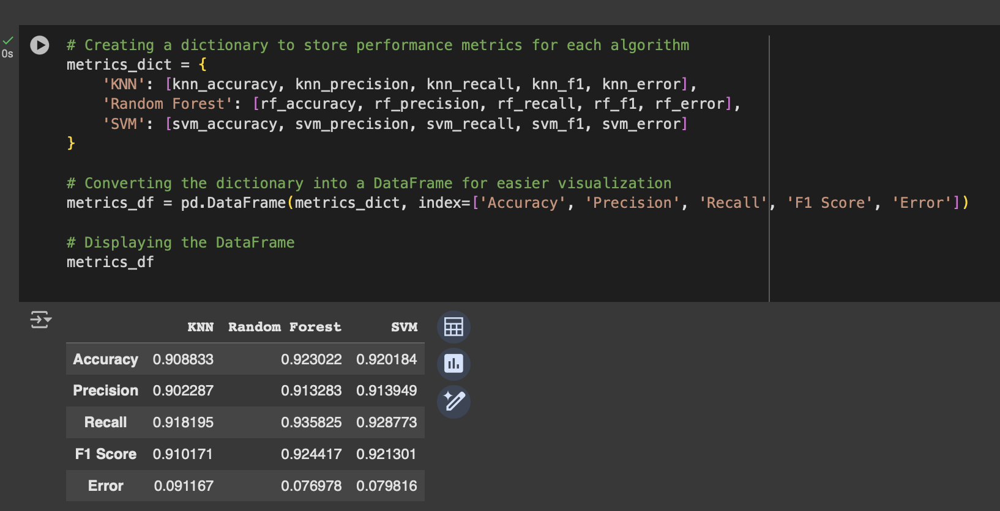 0s
# Creating a dictionary to store performance metrics for each algorithm
metrics_dict = {
    'KNN': [knn_accuracy, knn_precision, knn_recall, knn_f1, knn_error],
    'Random Forest': [rf_accuracy, rf_precision, rf_recall, rf_f1, rf_error],
    'SVM': [svm_accuracy, svm_precision, svm_recall, svm_f1, svm_error]
}
# Converting the dictionary into a DataFrame for easier visualization
metrics_df = pd.DataFrame(metrics_dict, index=['Accuracy', 'Precision', 'Recall', 'F1 Score', 'Error'])
# Displaying the DataFrame
metrics_df
KNN Random Forest SVM
Accuracy 0.908833 0.923022 0.920184
Precision 0.902287 0.913283 0.913949
Recall 0.918195 0.935825 0.928773
F1 Score 0.910171 0.924417 0.921301
Error 0.091167 0.076978 0.079816